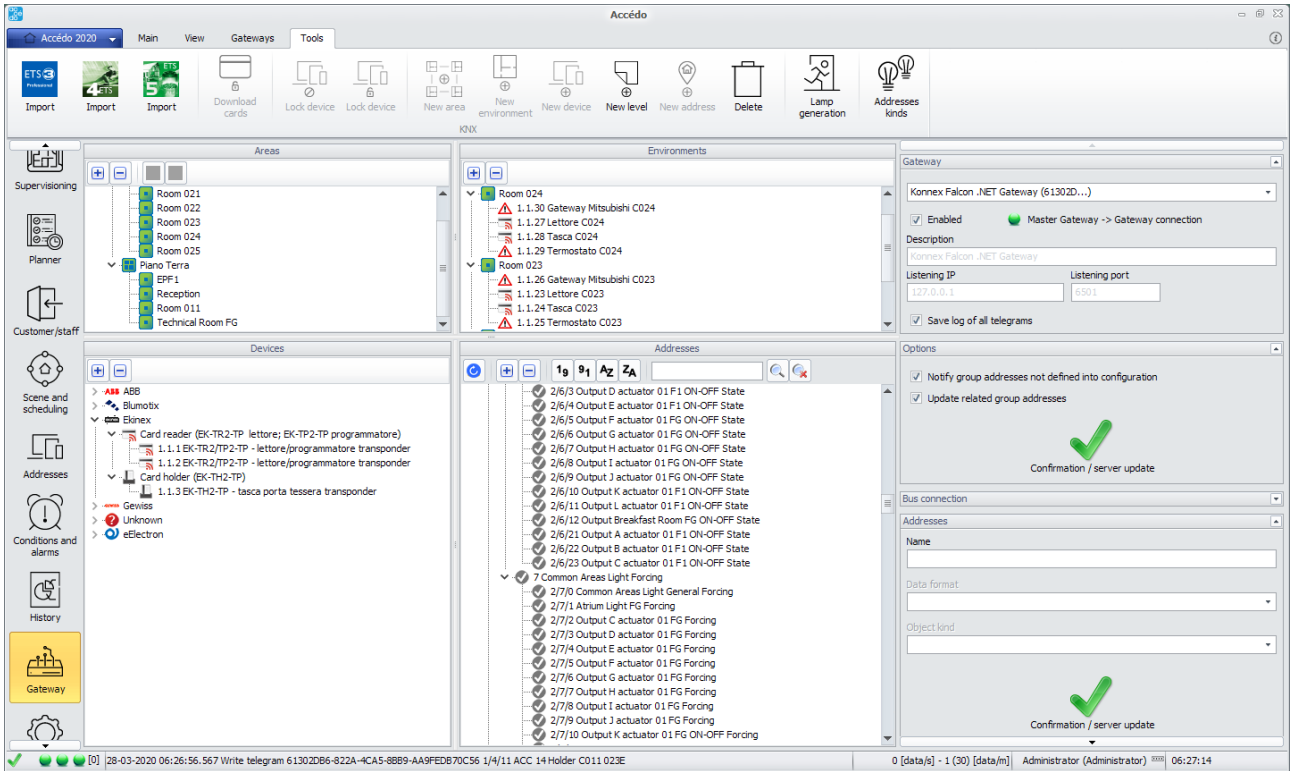 Accédo
Accédo 2020
Main
View
Gateways
Tools
ETS 3
Professional
Import
4 ETS
Import
ETS
5
Import
Download
cards
Lock device
Lock device
New area
New
environment
New device
New level
New address
Delete
Lamp
generation
Addresses
kinds
KNX
Supervisioning
Planner
Customer/staff
Scene and
scheduling
Addresses
Conditions and
alarms
History
Gateway
Areas
Room 021
Room 022
Room 023
Room 024
Room 025
Piano Terra
EPF1
Reception
Room 011
Technical Room FG
Environments
Room 024
1.1.30 Gateway Mitsubishi C024
1.1.27 Lettore C024
1.1.28 Tasca C024
1.1.29 Termostato C024
Room 023
1.1.26 Gateway Mitsubishi C023
1.1.23 Lettore C023
1.1.24 Tasca C023
1.1.25 Termostato C023
Devices
ABB ABB
Blumotix
Ekinex
Card reader (EK-TR2-TP lettore; EK-TP2-TP programmatore)
1.1.1 EK-TR2/TP2-TP - lettore/programmatore transponder
1.1.2 EK-TR2/TP2-TP - lettore/programmatore transponder
Card holder (EK-TH2-TP)
1.1.3 EK-TH2-TP - tasca porta tessera transponder
Gewiss
Unknown
eElectron
Addresses
19 91 AZ ZA
2/6/3 Output D actuator 01 F1 ON-OFF State
2/6/4 Output E actuator 01 F1 ON-OFF State
2/6/5 Output F actuator 01 FG ON-OFF State
2/6/6 Output G actuator 01 FG ON-OFF State
2/6/7 Output H actuator 01 FG ON-OFF State
2/6/8 Output I actuator 01 FG ON-OFF State
2/6/9 Output J actuator 01 FG ON-OFF State
2/6/10 Output K actuator 01 F1 ON-OFF State
2/6/11 Output L actuator 01 F1 ON-OFF State
2/6/12 Output Breakfast Room FG ON-OFF State
2/6/21 Output A actuator 01 F1 ON-OFF State
2/6/22 Output B actuator 01 F1 ON-OFF State
2/6/23 Output C actuator 01 F1 ON-OFF State
7 Common Areas Light Forcing
2/7/0 Common Areas Light General Forcing
2/7/1 Atrium Light FG Forcing
2/7/2 Output C actuator 01 FG Forcing
2/7/3 Output D actuator 01 FG Forcing
2/7/4 Output E actuator 01 FG Forcing
2/7/5 Output F actuator 01 FG Forcing
2/7/6 Output G actuator 01 FG Forcing
2/7/7 Output H actuator 01 FG Forcing
2/7/8 Output I actuator 01 FG Forcing
2/7/9 Output J actuator 01 FG Forcing
2/7/10 Output K actuator 01 FG Forcing
Gateway
Konnex Falcon .NET Gateway (61302D...)
Enabled
Master Gateway -> Gateway connection
Description
Konnex Falcon .NET Gateway
Listening IP
Listening port
127.0.0.1
6501
Save log of all telegrams
Options
Notify group addresses not defined into configuration
Update related group addresses
Confirmation / server update
Bus connection
Addresses
Name
Data format
Object kind
Confirmation / server update
[0] 28-03-2020 06:26:56.567 Write telegram 61302DB6-822A-4CA5-8BB9-AA9FEDB70C56 1/4/11 ACC 14 Holder C011 023E
0 [data/s] - 1 (30) [data/m]
Administrator (Administrator)
06:27:14